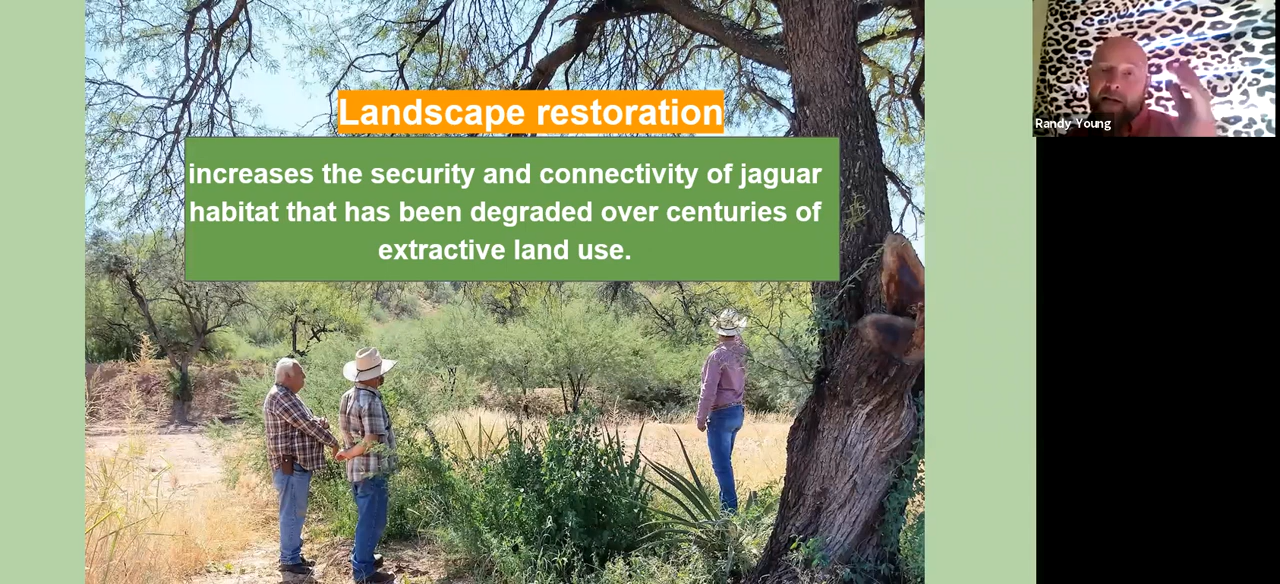 Landscape restoration
increases the security and connectivity of jaguar
habitat that has been degraded over centuries of
extractive land use.
Randy Young